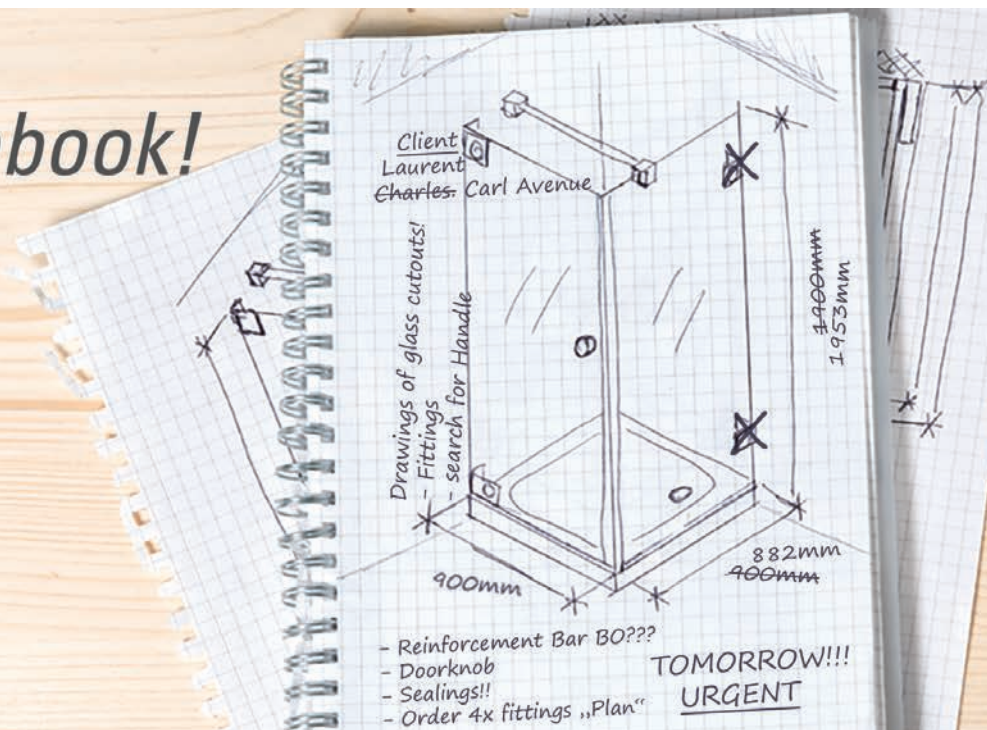 book!
Client
Laurent
Charles. Carl Avenue
Drawings of glass cutouts!
- Fittings
- search for Handle
1900mm
1953mm
900mm
882mm
900mm
- Reinforcement Bar BO???
- Doorknob
- Sealings!!
- Order 4x fittings „Plan“
TOMORROW!!!
URGENT